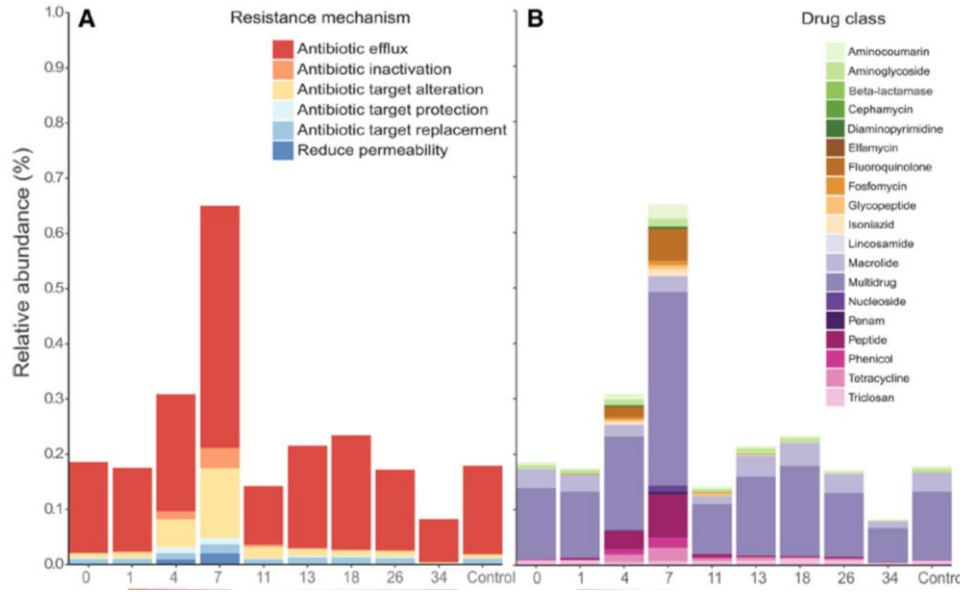 A
Resistance mechanism
Antibiotic efflux
Antibiotic inactivation
Antibiotic target alteration
Antibiotic target protection
Antibiotic target replacement
Reduce permeability
Relative abundance (%)
1.0
0.9
0.8
0.7
0.6
0.5
0.4
0.3
0.2
0.1
0.0
0 1 4 7 11 13 18 26 34 Control
B
Drug class
Aminocoumarin
Aminoglycoside
Beta-lactamase
Cephamycin
Diaminopyrimidine
Elfamycin
Fluoroquinolone
Fosfomycin
Glycopeptide
Isoniazid
Lincosamide
Macrolide
Multidrug
Nucleoside
Penam
Peptide
Phenicol
Tetracycline
Triclosan
0 1 4 7 11 13 18 26 34 Contro